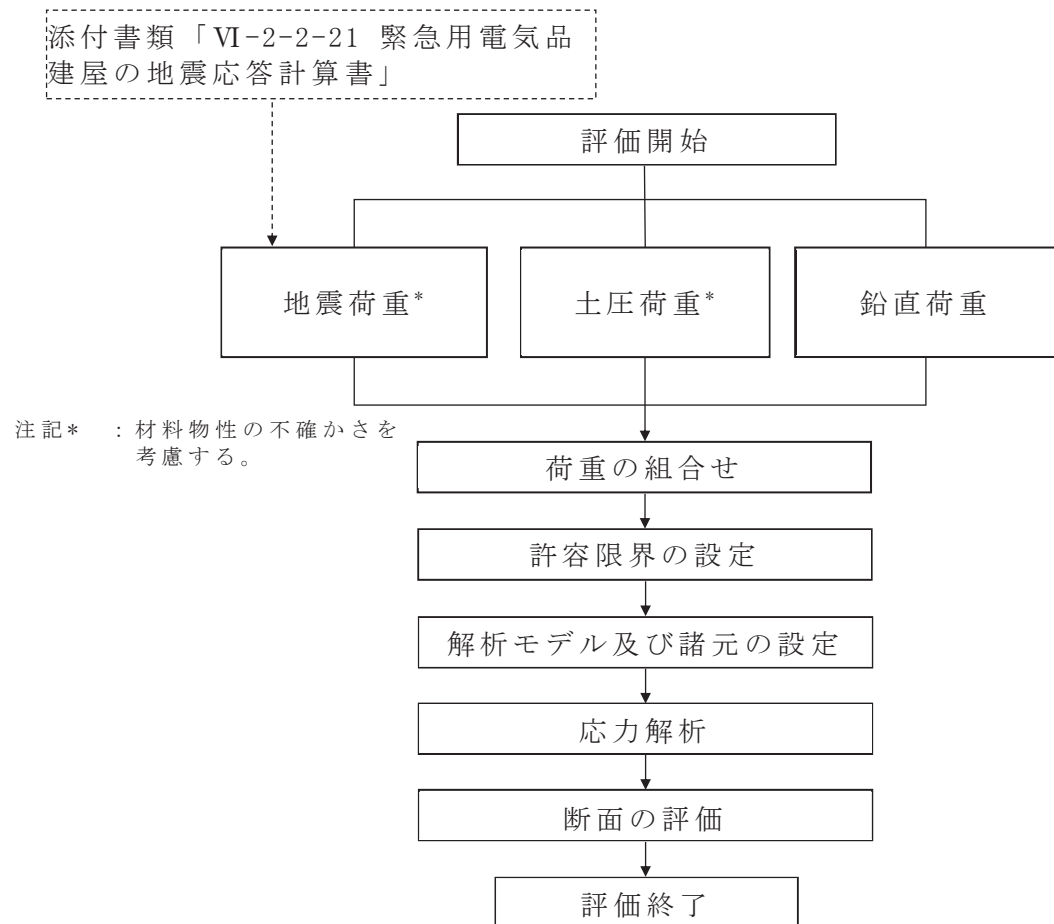 添付書類「Ⅵ-2-2-21 緊急用電気品
建屋の地震応答計算書」
評価開始
地震荷重*
土圧荷重*
鉛直荷重
注記* :材料物性の不確かさを
考慮する。
荷重の組合せ
許容限界の設定
解析モデル及び諸元の設定
応力解析
断面の評価
評価終了